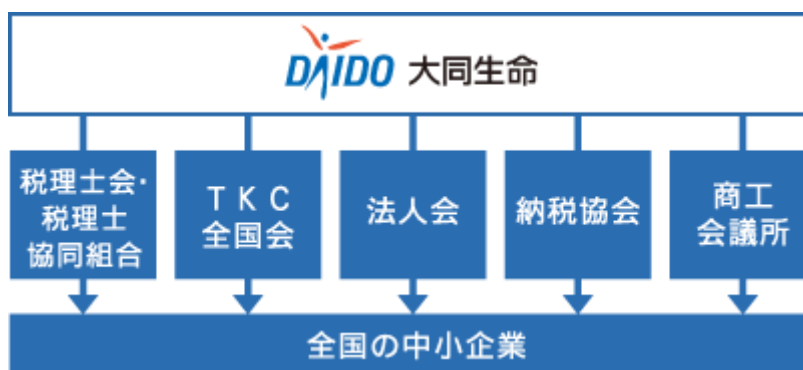 DAIDO 大同生命
税理士会・
税理士
協同組合
ＴＫＣ
全国会
法人会
納税協会
商工
会議所
全国の中小企業